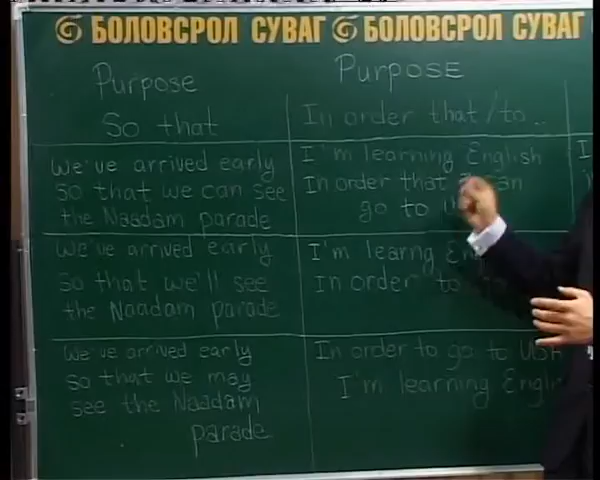 БОЛОВСРОЛ СУВАГ БОЛОВСРОЛ СУВАГ
Purpose
So that
We've arrived early
so that we can see
the Naadam parade
We've arrived early
So that we'll see
the Naadam parade
We've arrived early
so that we may
see the Naadam
parade
Purpose
In order that/to..
I'm learning English
In order that
go to
I'm learng
In order to
In order to go to USA
I'm learning